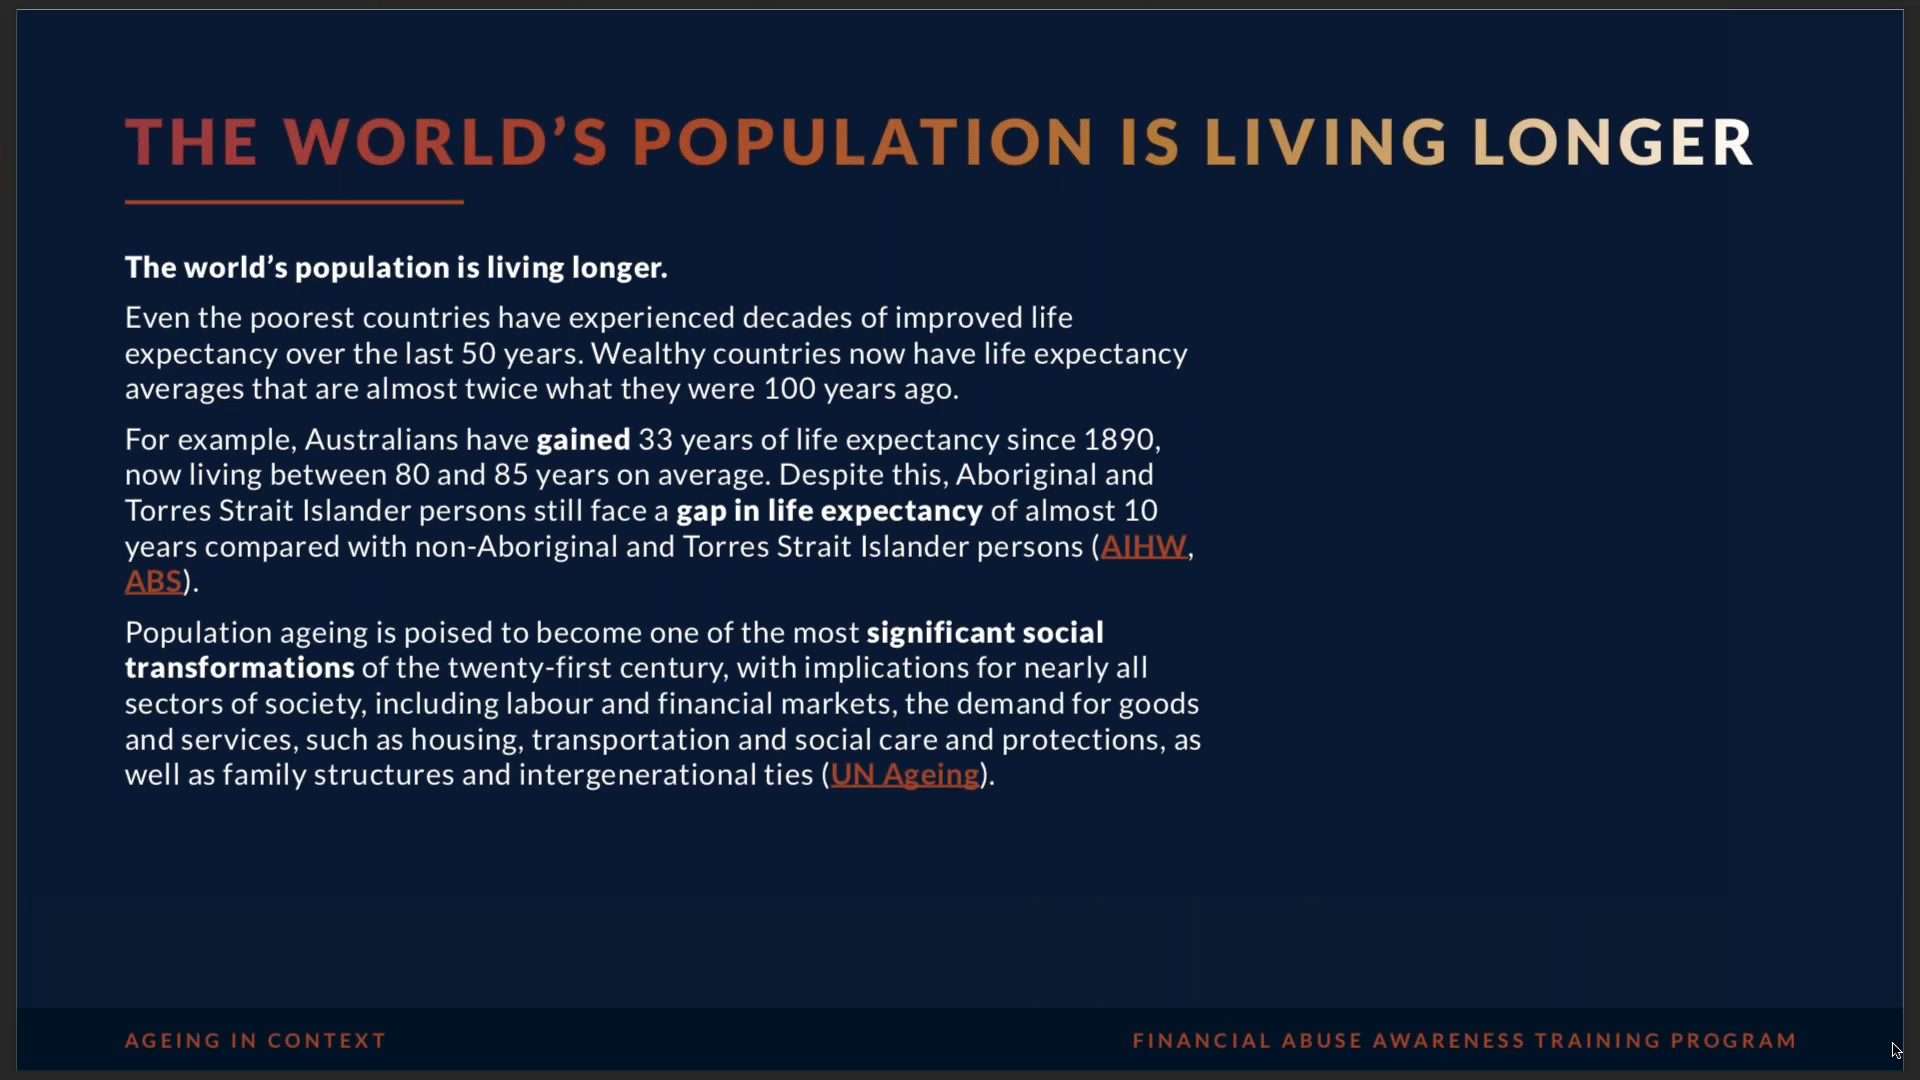 THE WORLD’S POPULATION IS LIVING LONGER
The world’s population is living longer.
Even the poorest countries have experienced decades of improved life
expectancy over the last 50 years. Wealthy countries now have life expectancy
averages that are almost twice what they were 100 years ago.
For example, Australians have gained 33 years of life expectancy since 1890,
now living between 80 and 85 years on average. Despite this, Aboriginal and
Torres Strait Islander persons still face a gap in life expectancy of almost 10
years compared with non-Aboriginal and Torres Strait Islander persons (AIHW,
ABS).
Population ageing is poised to become one of the most significant social
transformations of the twenty-first century, with implications for nearly all
sectors of society, including labour and financial markets, the demand for goods
and services, such as housing, transportation and social care and protections, as
well as family structures and intergenerational ties (UN Ageing).
AGEING IN CONTEXT
FINANCIAL ABUSE AWARENESS TRAINING PROGRAM